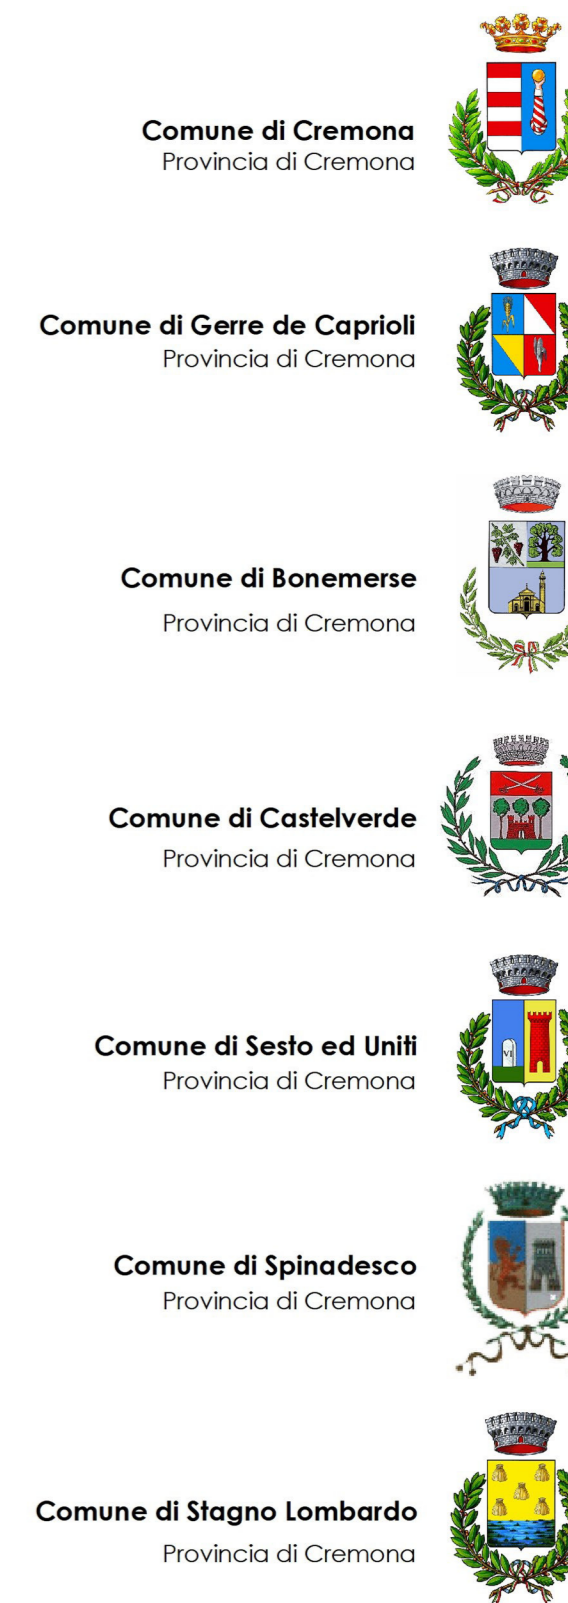 Comune di Cremona
Provincia di Cremona
Comune di Gerre de Caprioli
Provincia di Cremona
Comune di Bonemerse
Provincia di Cremona
Comune di Castelverde
Provincia di Cremona
Comune di Sesto ed Uniti
Provincia di Cremona
VI
Comune di Spinadesco
Provincia di Cremona
Comune di Stagno Lombardo
Provincia di Cremona